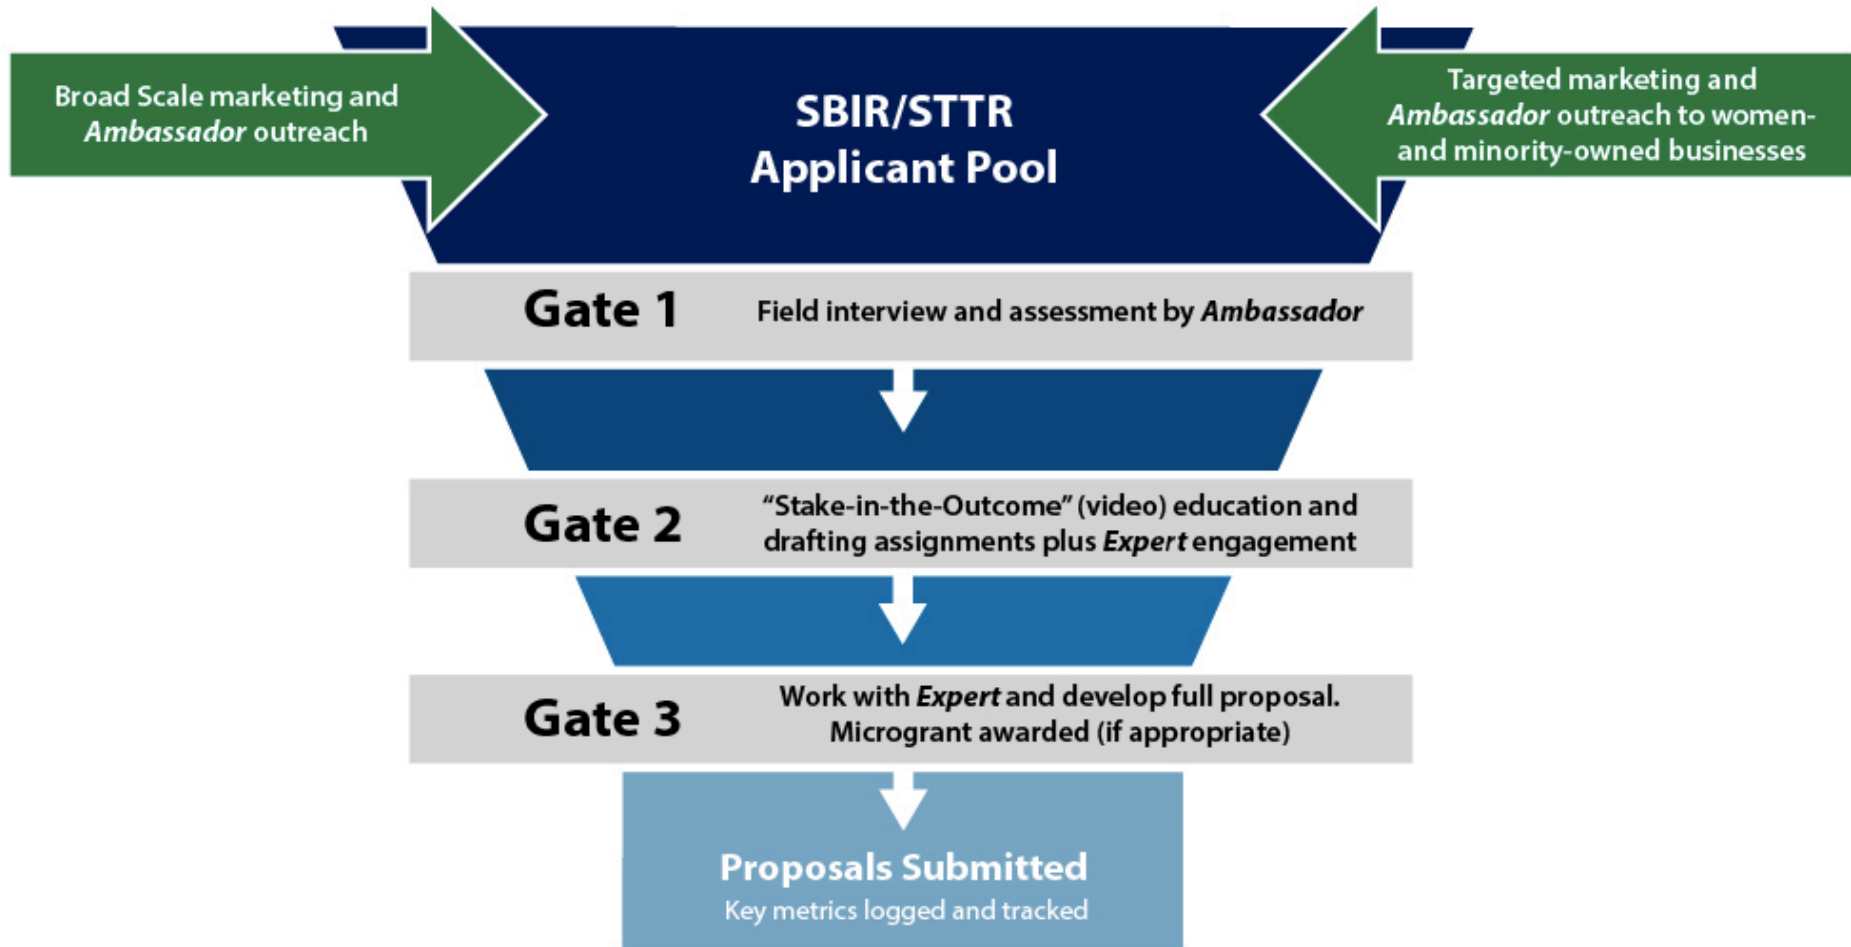 Broad Scale marketing and
Ambassador outreach
SBIR/STTR
Applicant Pool
Targeted marketing and
Ambassador outreach to women-
and minority-owned businesses
Gate 1
Field interview and assessment by Ambassador
Gate 2
“Stake-in-the-Outcome” (video) education and
drafting assignments plus Expert engagement
Gate 3
Work with Expert and develop full proposal.
Microgrant awarded (if appropriate)
Proposals Submitted
Key metrics logged and tracked